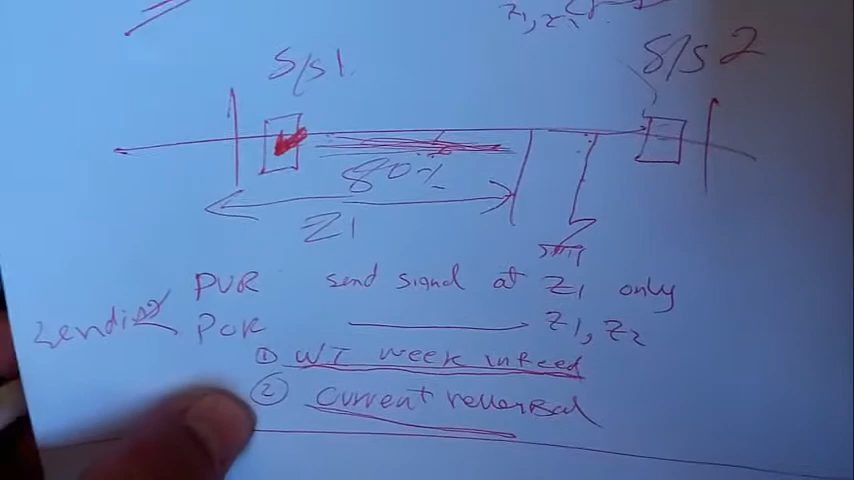 Z1, Z2
S/S1
S/S2
80%
Z1
PUR send signal at Z1 only
Sending
POR Z1, Z2
① WI week infeed
② Current reversal